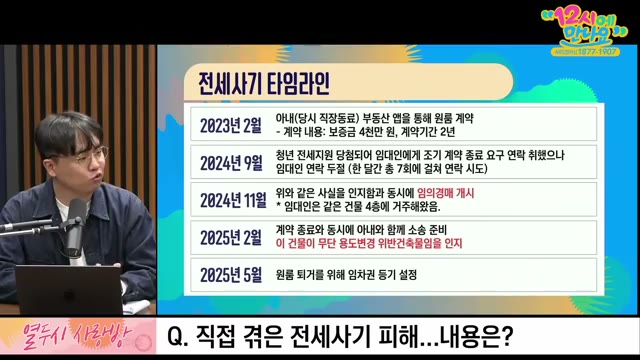 "12시에
만나요"
1877-1907
전세사기 타임라인
2023년 2월
아내(당시 직장동료) 부동산 앱을 통해 원룸 계약
- 계약 내용: 보증금 4천만 원, 계약기간 2년
2024년 9월
청년 전세지원 당첨되어 임대인에게 조기 계약 종료 요구 연락 취했으나
임대인 연락 두절 (한 달간 총 7회에 걸쳐 연락 시도)
2024년 11월
위와 같은 사실을 인지함과 동시에 임의경매 개시
* 임대인은 같은 건물 4층에 거주해왔음.
2025년 2월
계약 종료와 동시에 아내와 함께 소송 준비
이 건물이 무단 용도변경 위반건축물임을 인지
2025년 5월
원룸 퇴거를 위해 임차권 등기 설정
열두시 사랑방
Q. 직접 겪은 전세사기 피해...내용은?